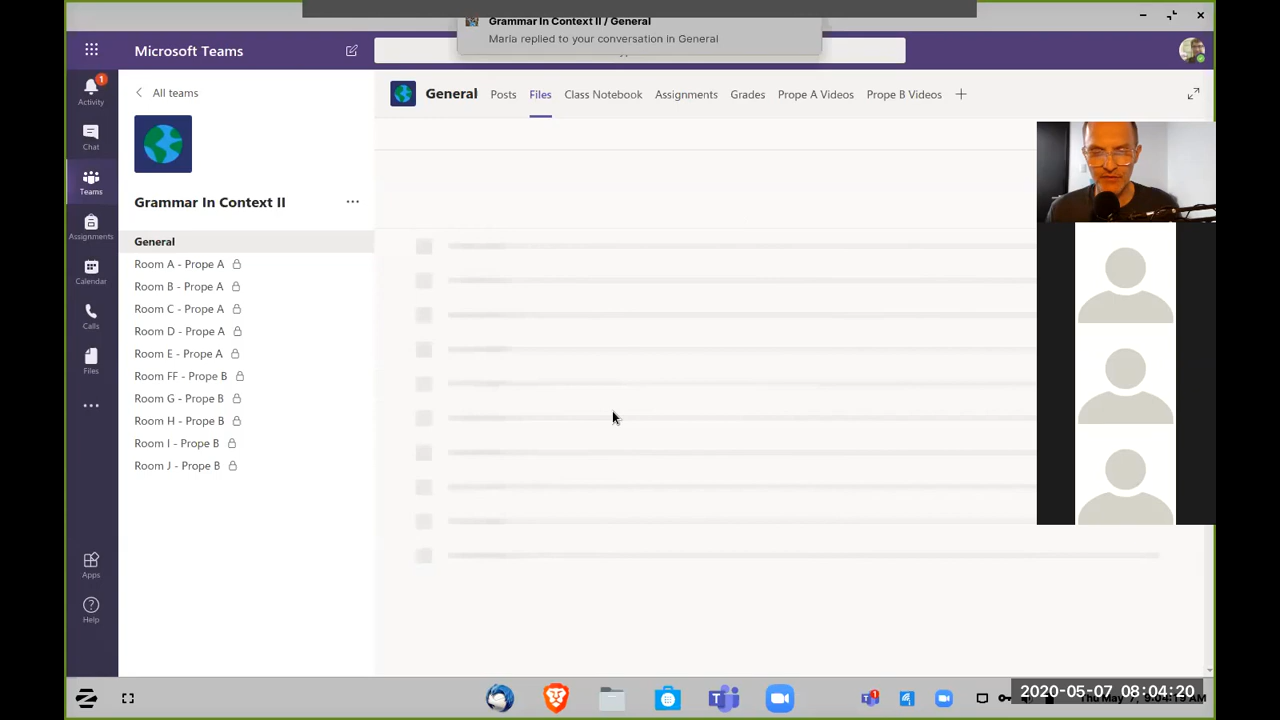 Grammar In Context II / General
Maria replied to your conversation in General
Microsoft Teams
1
Activity
Chat
Teams
Assignments
Calendar
Calls
Files
Apps
Help
All teams
Grammar In Context II
General
Room A - Prope A
Room B - Prope A
Room C - Prope A
Room D - Prope A
Room E - Prope A
Room FF - Prope B
Room G - Prope B
Room H - Prope B
Room I - Prope B
Room J - Prope B
General Posts Files Class Notebook Assignments Grades Prope A Videos Prope B Videos
2020-05-07 08:04:20